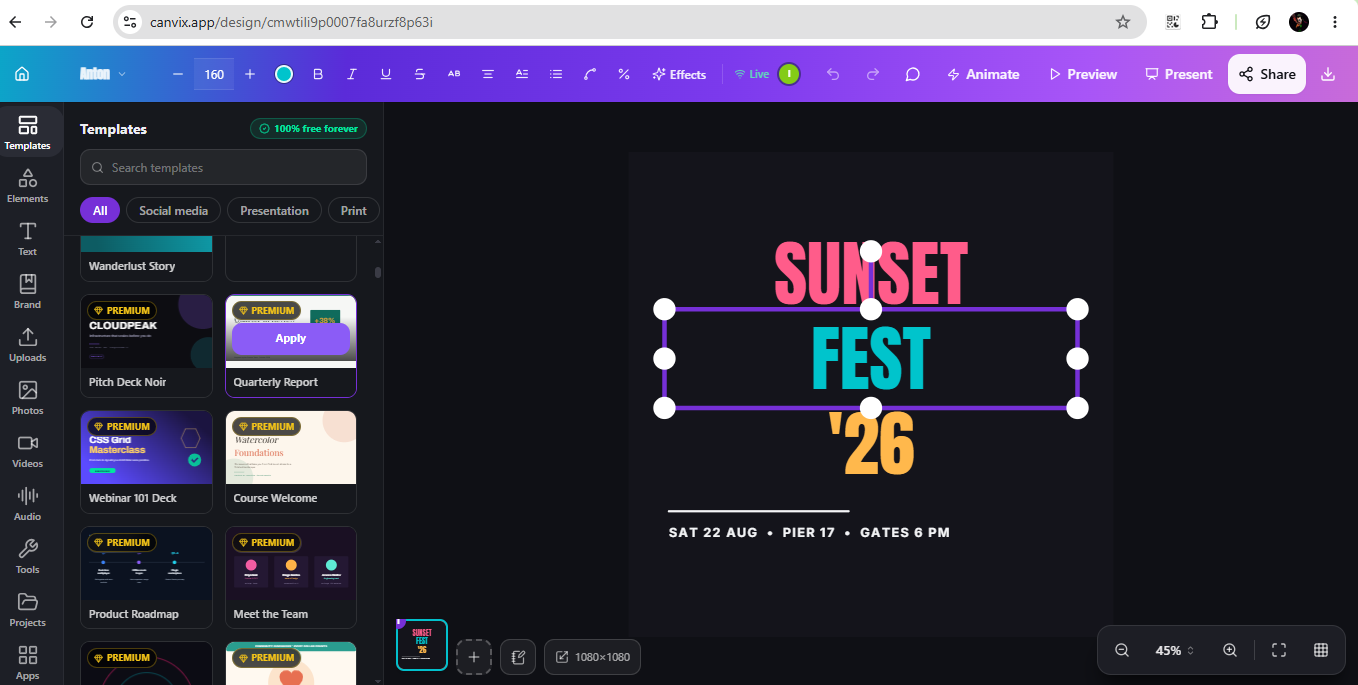 canvix.app/design/cmwtili9p0007fa8urzf8p63i
Anton
160
B
I
U
S
AB
Effects
Live
I
Animate
Preview
Present
Share
Templates
Elements
Text
Brand
Uploads
Photos
Videos
Audio
Tools
Projects
Apps
Templates
100% free forever
Search templates
All
Social media
Presentation
Print
Wanderlust Story
PREMIUM
CLOUDPEAK
Pitch Deck Noir
PREMIUM
+38%
Apply
Quarterly Report
PREMIUM
CSS Grid
Masterclass
Webinar 101 Deck
PREMIUM
Watercolor
Foundations
Course Welcome
PREMIUM
Product Roadmap
PREMIUM
Meet the Team
PREMIUM
PREMIUM
SUNSET
FEST
'26
SAT 22 AUG • PIER 17 • GATES 6 PM
SUNSET
FEST
'26
1080×1080
45%